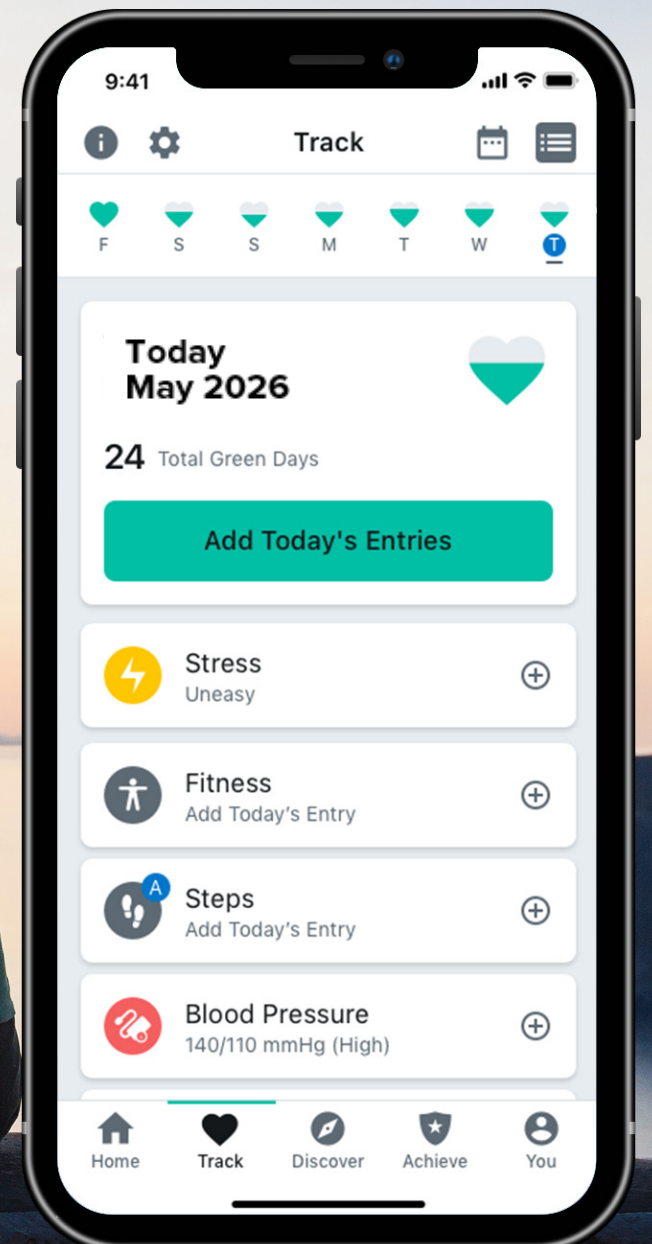 9:41
Track
F S S M T W T
Today
May 2026
24 Total Green Days
Add Today's Entries
Stress
Uneasy
Fitness
Add Today’s Entry
A
Steps
Add Today’s Entry
Blood Pressure
140/110 mmHg (High)
Home Track Discover Achieve You